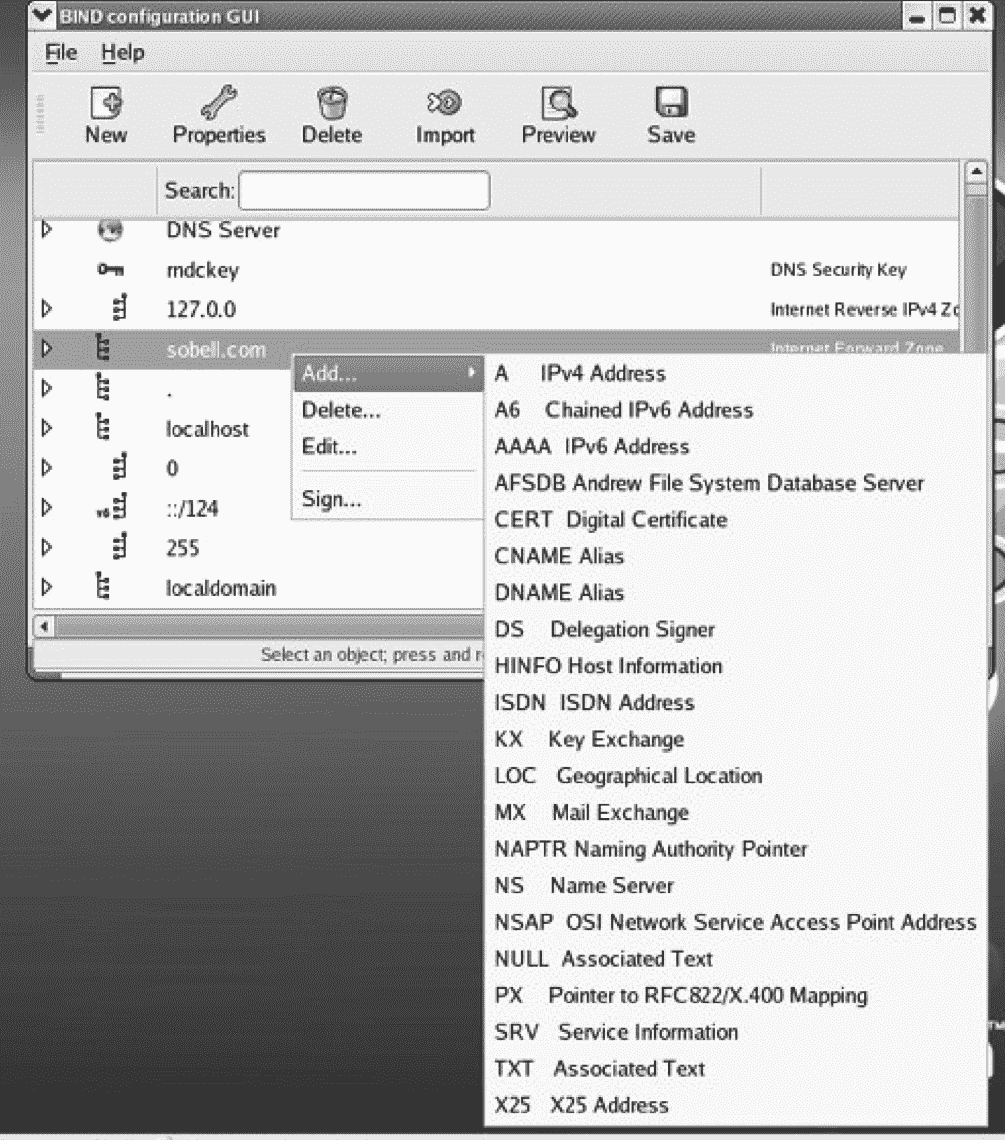 BIND configuration GUI
File Help
New Properties Delete Import Preview Save
Search:
DNS Server
rndckey DNS Security Key
127.0.0 Internet Reverse IPv4 Zo
sobell.com Internet Forward Zone
.
localhost
0
v6 ::/124
255
localdomain
Select an object; press and r
Add...
Delete...
Edit...
Sign...
A IPv4 Address
A6 Chained IPv6 Address
AAAA IPv6 Address
AFSDB Andrew File System Database Server
CERT Digital Certificate
CNAME Alias
DNAME Alias
DS Delegation Signer
HINFO Host Information
ISDN ISDN Address
KX Key Exchange
LOC Geographical Location
MX Mail Exchange
NAPTR Naming Authority Pointer
NS Name Server
NSAP OSI Network Service Access Point Address
NULL Associated Text
PX Pointer to RFC822/X.400 Mapping
SRV Service Information
TXT Associated Text
X25 X25 Address
TM